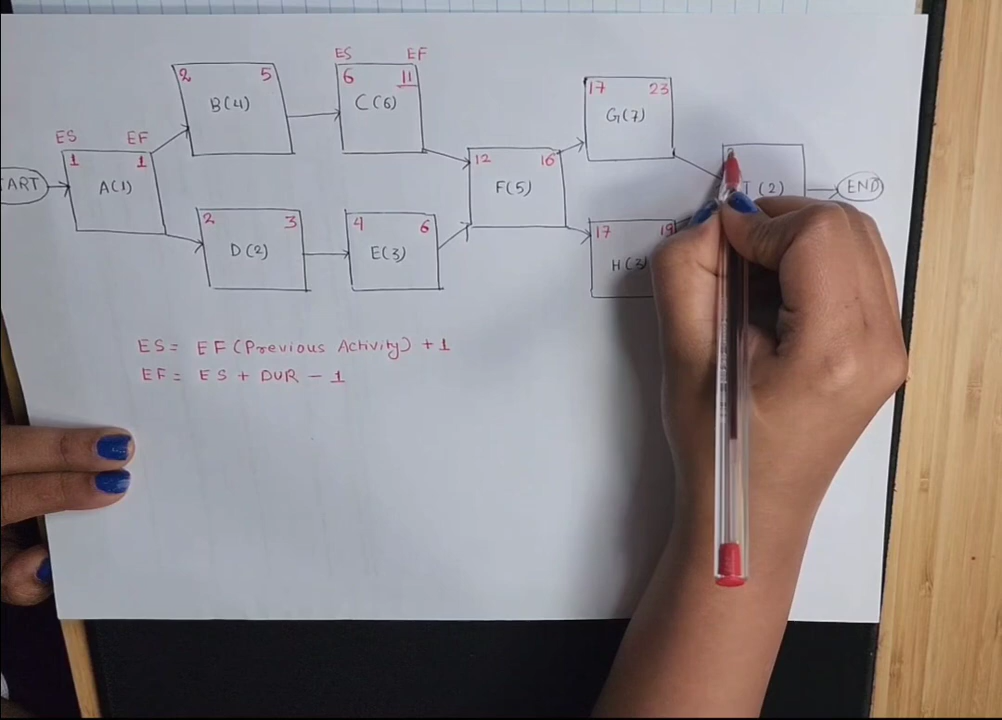 ES EF
ES EF
2 5
B(4)
6 11
C(6)
17 23
G(7)
START
1 1
A(1)
12 16
F(5)
(2)
END
2 3
D(2)
4 6
E(3)
17 19
H(3)
ES = EF (Previous Activity) + 1
EF = ES + DUR - 1